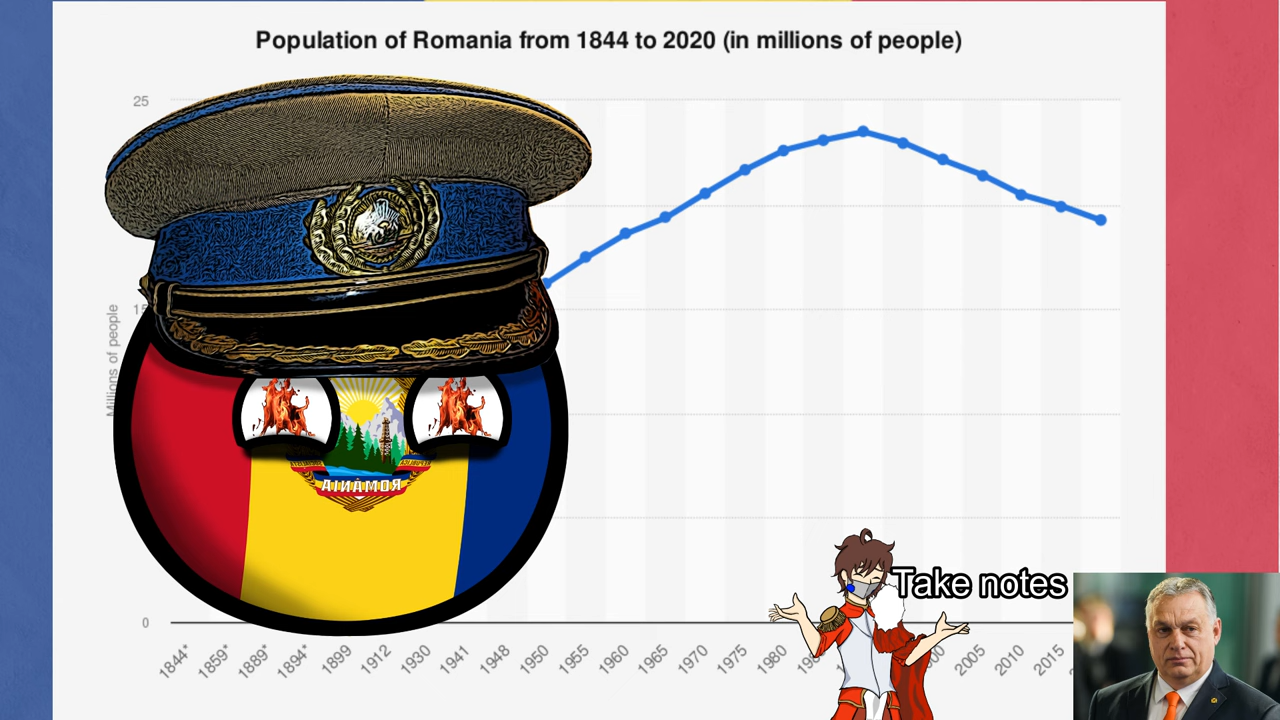 Population of Romania from 1844 to 2020 (in millions of people)
25
Millions of people
ROMÂNIA
0
Take notes
1844* 1859* 1889* 1894* 1899 1912 1930 1941 1948 1950 1955 1960 1965 1970 1975 1980 2005 2010 2015